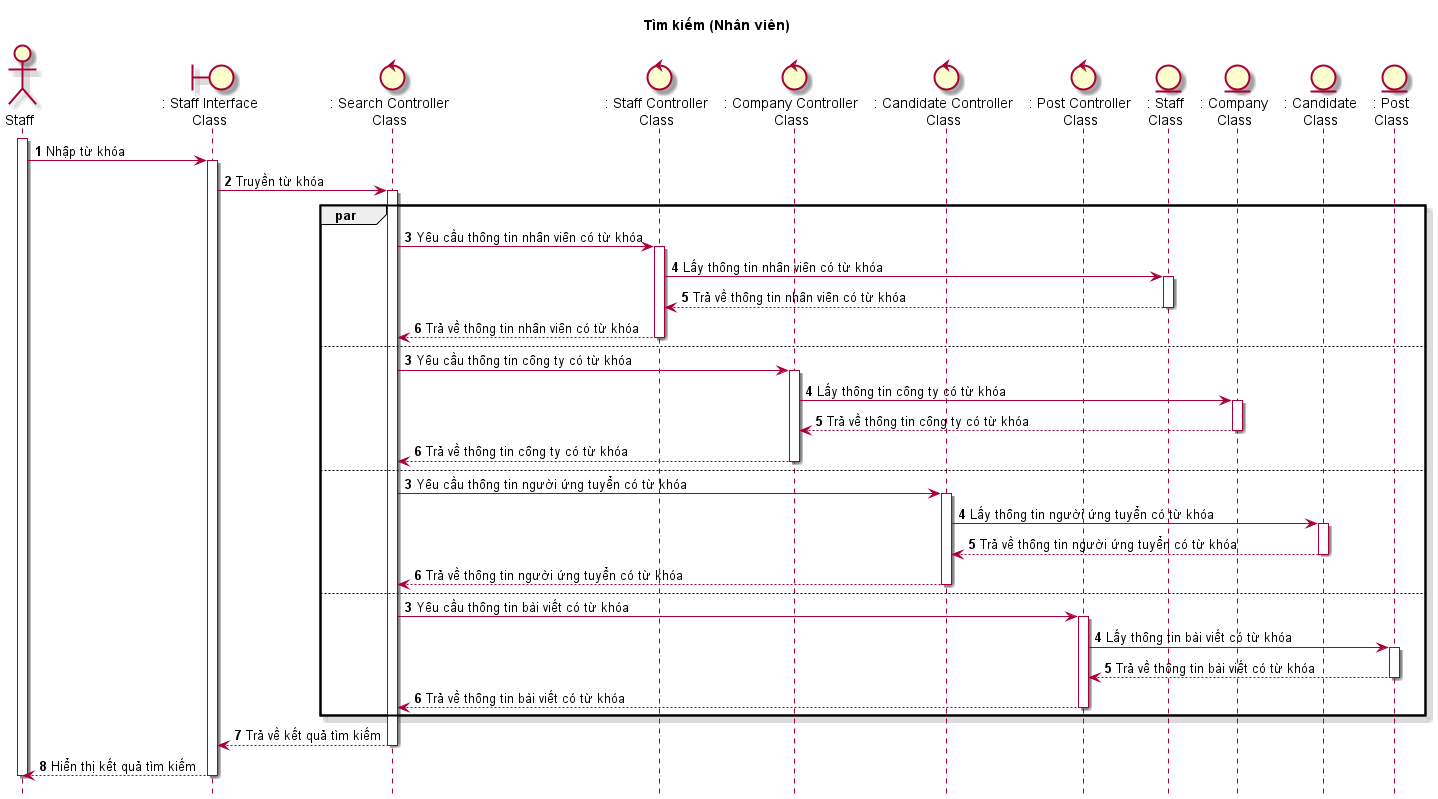 Tìm kiếm (Nhân viên)
Staff
: Staff Interface
Class
: Search Controller
Class
: Staff Controller
Class
: Company Controller
Class
: Candidate Controller
Class
: Post Controller
Class
: Staff
Class
: Company
Class
: Candidate
Class
: Post
Class
1 Nhập từ khóa
2 Truyền từ khóa
par
3 Yêu cầu thông tin nhân viên có từ khóa
4 Lấy thông tin nhân viên có từ khóa
5 Trả về thông tin nhân viên có từ khóa
6 Trả về thông tin nhân viên có từ khóa
3 Yêu cầu thông tin công ty có từ khóa
4 Lấy thông tin công ty có từ khóa
5 Trả về thông tin công ty có từ khóa
6 Trả về thông tin công ty có từ khóa
3 Yêu cầu thông tin người ứng tuyển có từ khóa
4 Lấy thông tin người ứng tuyển có từ khóa
5 Trả về thông tin người ứng tuyển có từ khóa
6 Trả về thông tin người ứng tuyển có từ khóa
3 Yêu cầu thông tin bài viết có từ khóa
4 Lấy thông tin bài viết có từ khóa
5 Trả về thông tin bài viết có từ khóa
6 Trả về thông tin bài viết có từ khóa
7 Trả về kết quả tìm kiếm
8 Hiển thị kết quả tìm kiếm